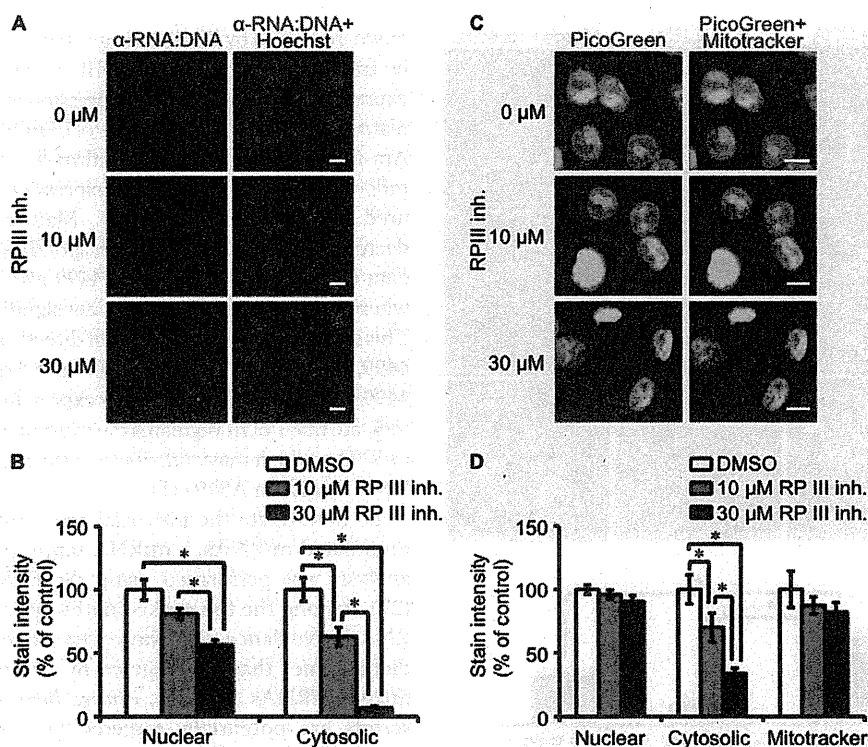 A
α-RNA:DNA
α-RNA:DNA+
Hoechst
RPIII inh.
0 µM
10 µM
30 µM
B
DMSO
10 µM RP III inh.
30 µM RP III inh.
Stain intensity
(% of control)
150
100
50
0
* * * * *
Nuclear
Cytosolic
C
PicoGreen
PicoGreen+
Mitotracker
RPIII inh.
0 µM
10 µM
30 µM
D
DMSO
10 µM RP III inh.
30 µM RP III inh.
Stain intensity
(% of control)
150
100
50
0
* * *
Nuclear
Cytosolic
Mitotracker